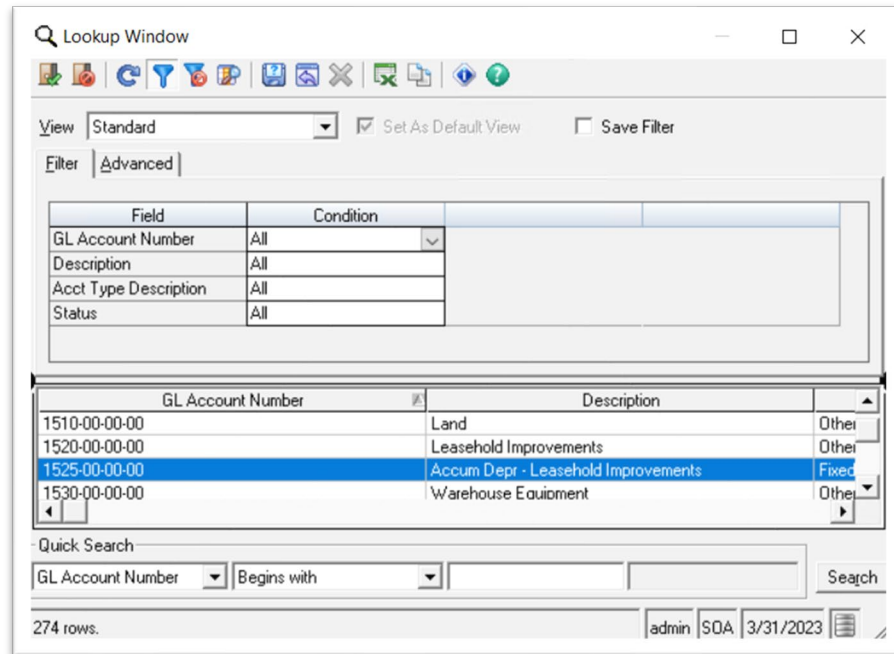 Lookup Window
View Standard Set As Default View Save Filter
Filter Advanced
Field Condition
GL Account Number All
Description All
Acct Type Description All
Status All
GL Account Number Description
1510-00-00-00 Land Other
1520-00-00-00 Leasehold Improvements Other
1525-00-00-00 Accum Depr - Leasehold Improvements Fixed
1530-00-00-00 Warehouse Equipment Other
Quick Search
GL Account Number Begins with Search
274 rows. admin SOA 3/31/2023